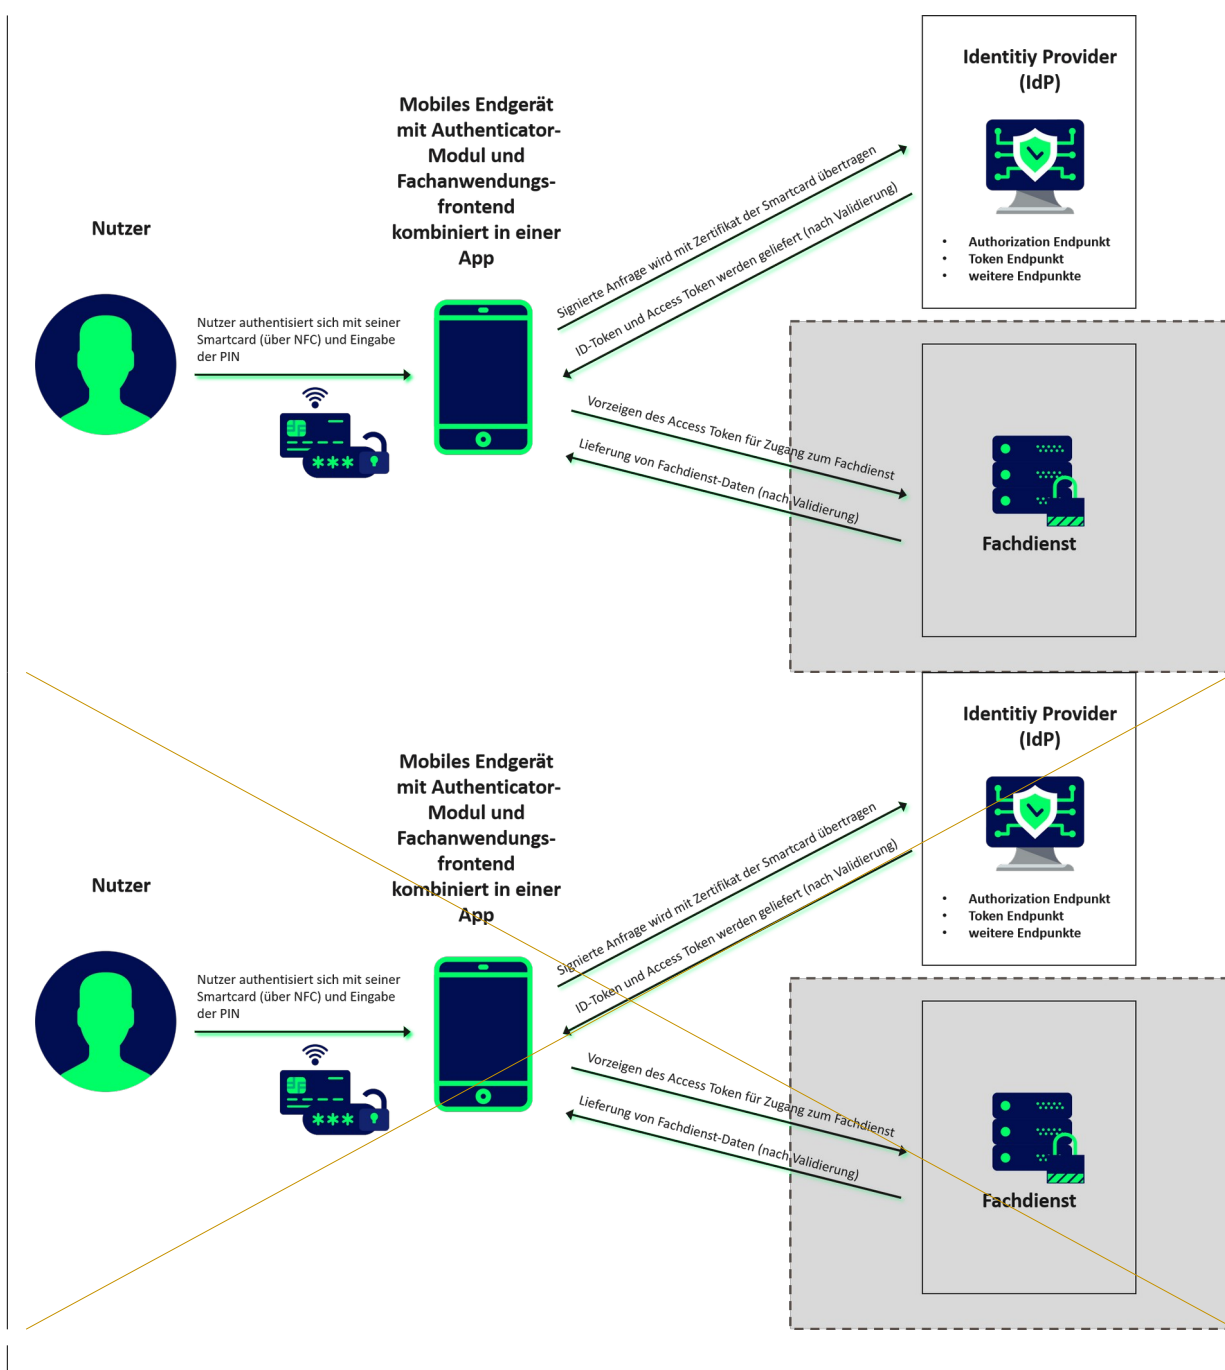 Identitiy Provider
(IdP)
Mobiles Endgerät
mit Authenticator-
Modul und
Fachanwendungs-
frontend
kombiniert in einer
App
Nutzer
Signierte Anfrage wird mit Zertifikat der Smartcard übertragen
ID-Token und Access Token werden geliefert (nach Validierung)
• Authorization Endpunkt
• Token Endpunkt
• weitere Endpunkte
Nutzer authentisiert sich mit seiner
Smartcard (über NFC) und Eingabe
der PIN
***
Vorzeigen des Access Token für Zugang zum Fachdienst
Lieferung von Fachdienst-Daten (nach Validierung)
Fachdienst
Identitiy Provider
(IdP)
Mobiles Endgerät
mit Authenticator-
Modul und
Fachanwendungs-
frontend
kombiniert in einer
App
Nutzer
Signierte Anfrage wird mit Zertifikat der Smartcard übertragen
ID-Token und Access Token werden geliefert (nach Validierung)
• Authorization Endpunkt
• Token Endpunkt
• weitere Endpunkte
Nutzer authentisiert sich mit seiner
Smartcard (über NFC) und Eingabe
der PIN
***
Vorzeigen des Access Token für Zugang zum Fachdienst
Lieferung von Fachdienst-Daten (nach Validierung)
Fachdienst